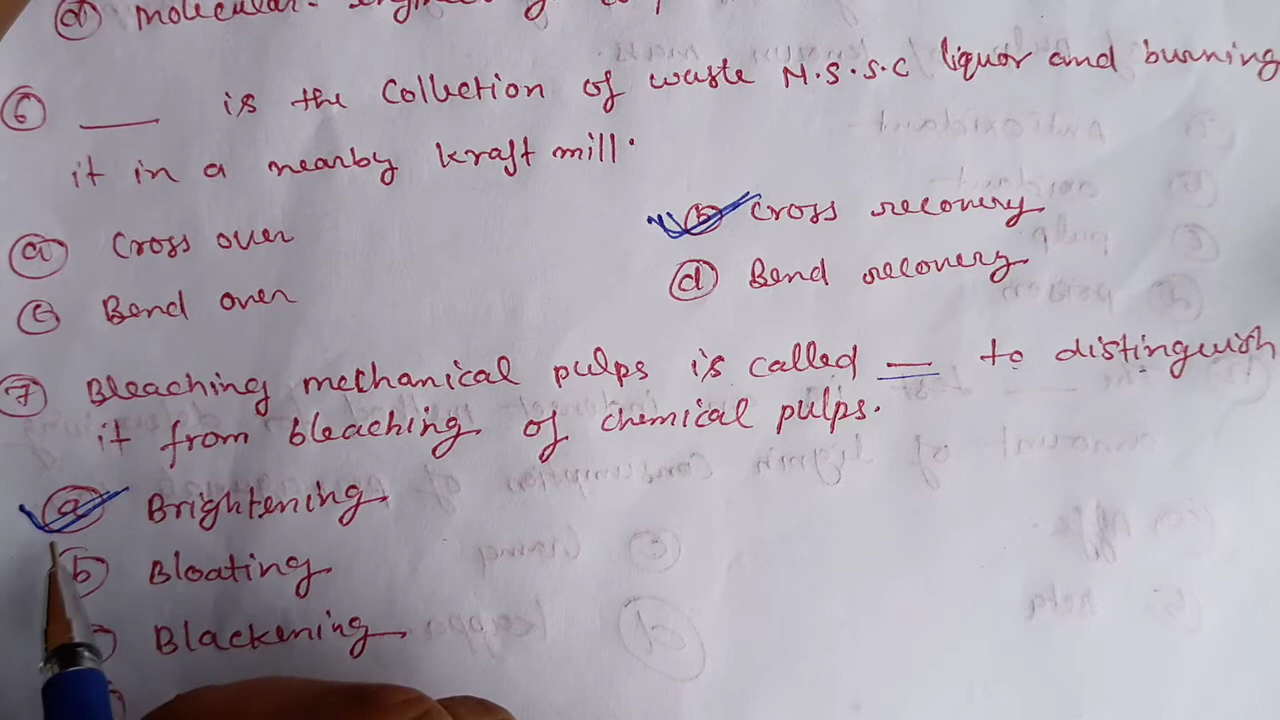 (d) molecular
(6) ___ is the collection of waste N.S.S.C liquor and burning
it in a nearby kraft mill.
(a) Cross over
(b) Cross recovery
(c) Bend over
(d) Bend recovery
(7) Bleaching mechanical pulps is called ___ to distinguish
it from bleaching of chemical pulps.
(a) Brightening
(b) Bloating
Blackening